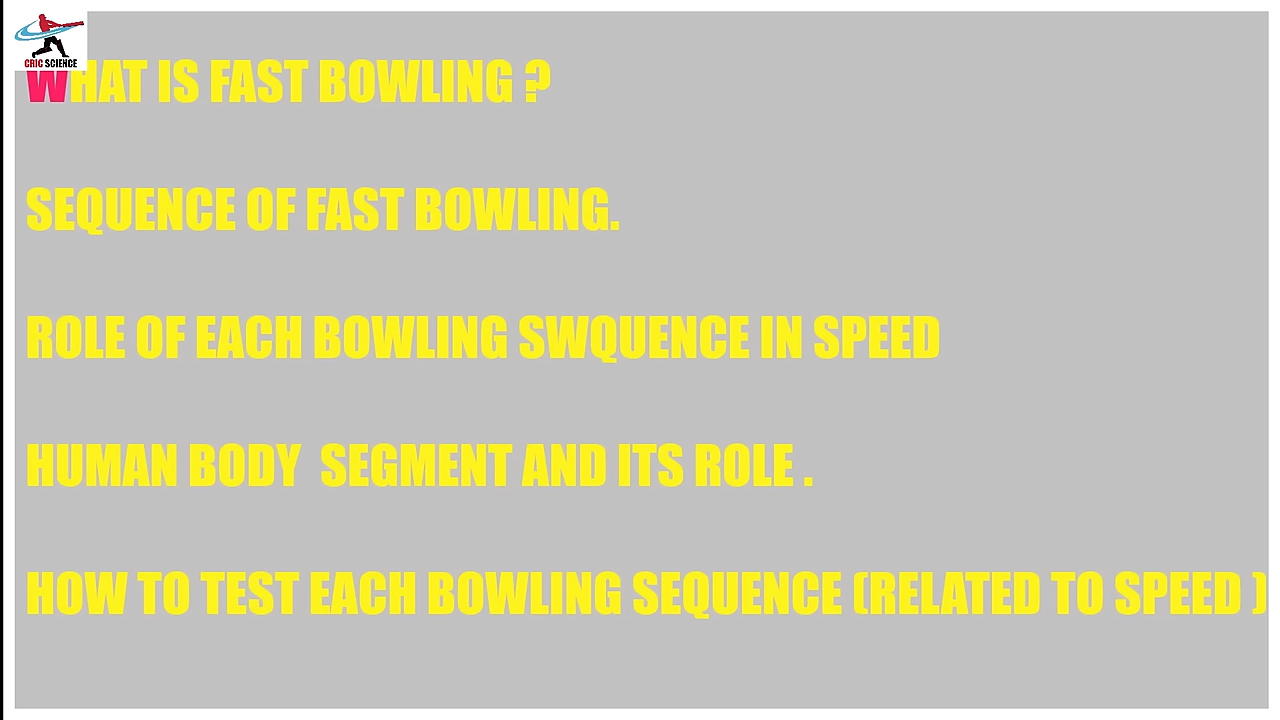 CRIC SCIENCE
WHAT IS FAST BOWLING ?
SEQUENCE OF FAST BOWLING.
ROLE OF EACH BOWLING SWQUENCE IN SPEED
HUMAN BODY  SEGMENT AND ITS ROLE .
HOW TO TEST EACH BOWLING SEQUENCE (RELATED TO SPEED )